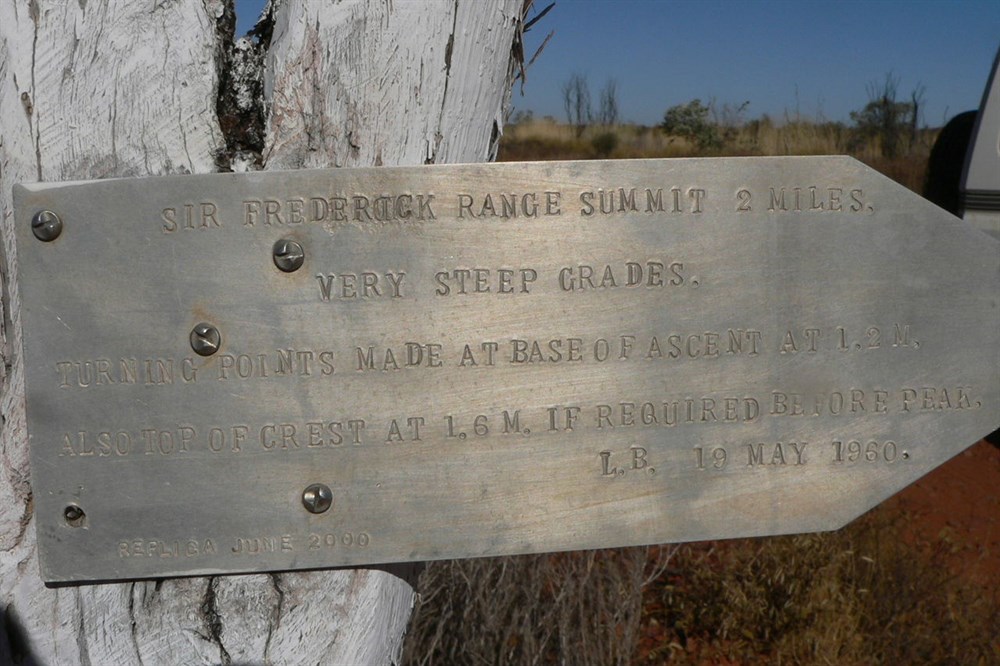 SIR FREDERICK RANGE SUMMIT 2 MILES.
VERY STEEP GRADES.
TURNING POINTS MADE AT BASE OF ASCENT AT 1.2 M.
ALSO TOP OF CREST AT 1.6 M. IF REQUIRED BEFORE PEAK.
L.B. 19 MAY 1960.
REPLICA JUNE 2000